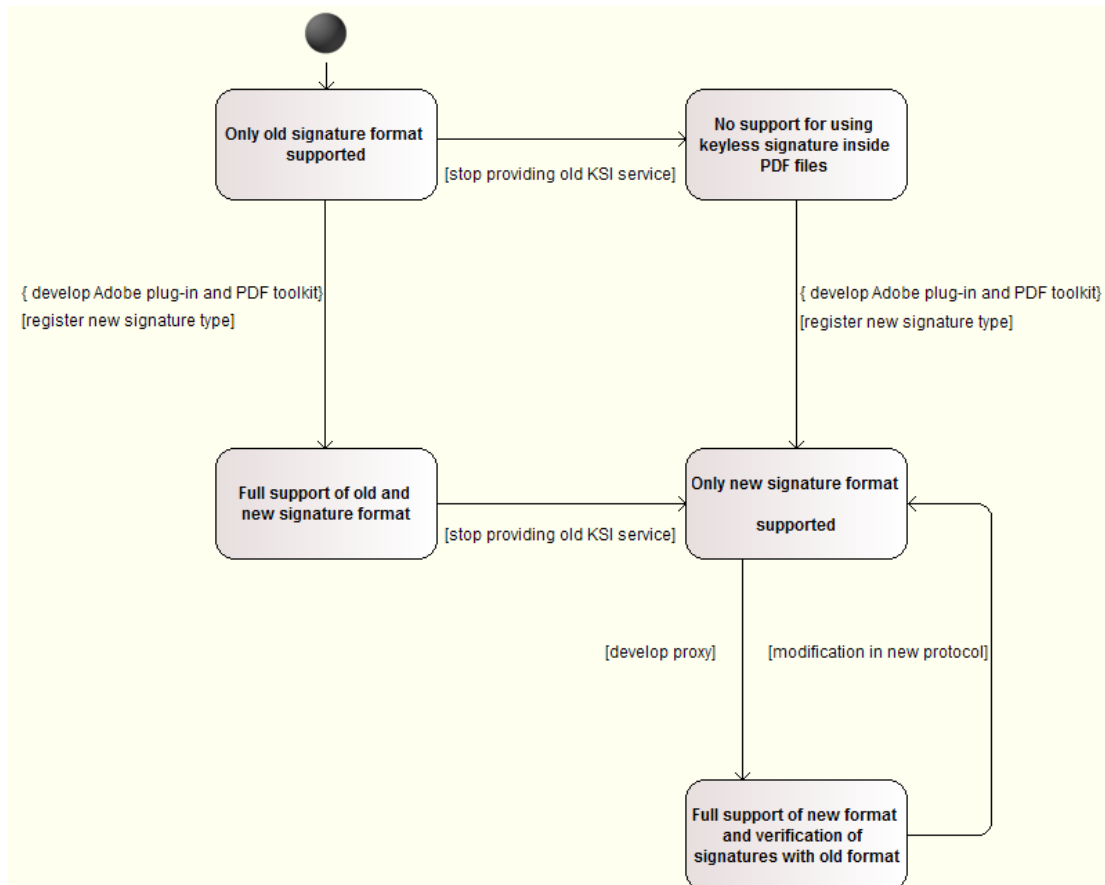 Only old signature format
supported
No support for using
keyless signature inside
PDF files
[stop providing old KSI service]
{ develop Adobe plug-in and PDF toolkit}
[register new signature type]
{ develop Adobe plug-in and PDF toolkit}
[register new signature type]
Full support of old and
new signature format
Only new signature format
supported
[stop providing old KSI service]
[develop proxy]
[modification in new protocol]
Full support of new format
and verification of
signatures with old format